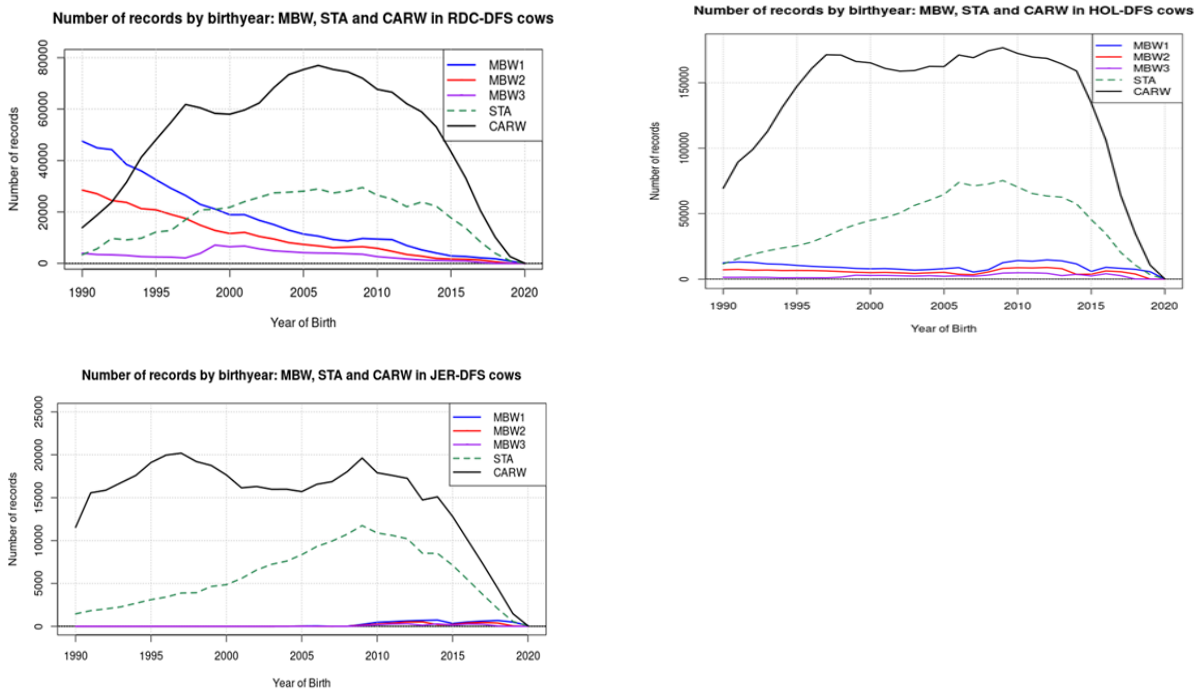 Number of records by birthyear: MBW, STA and CARW in RDC-DFS cows
Number of records
80000
60000
40000
20000
0
MBW1
MBW2
MBW3
STA
CARW
1990 1995 2000 2005 2010 2015 2020
Year of Birth
Number of records by birthyear: MBW, STA and CARW in HOL-DFS cows
Number of records
150000
100000
50000
0
MBW1
MBW2
MBW3
STA
CARW
1990 1995 2000 2005 2010 2015 2020
Year of Birth
Number of records by birthyear: MBW, STA and CARW in JER-DFS cows
Number of records
25000
20000
15000
10000
5000
0
MBW1
MBW2
MBW3
STA
CARW
1990 1995 2000 2005 2010 2015 2020
Year of Birth